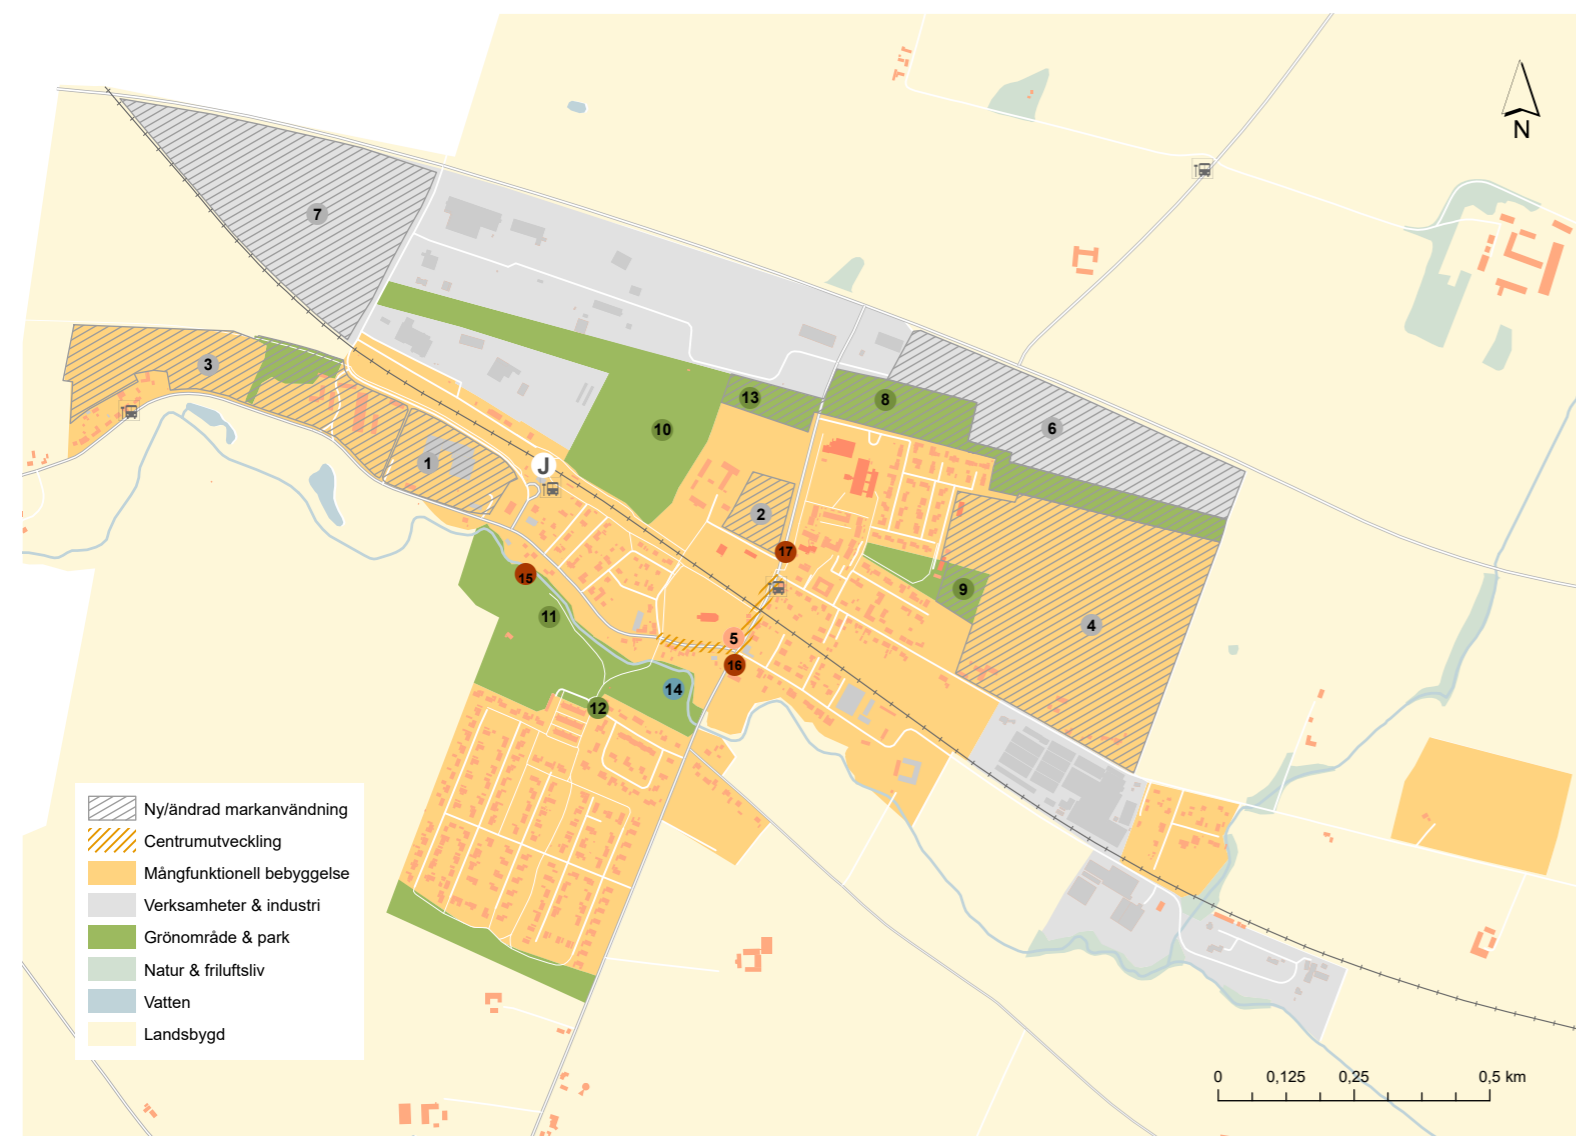 N
7
3
1
J
10
13
8
6
2
17
15
11
9
4
5
16
14
12
Ny/ändrad markanvändning
Centrumutveckling
Mångfunktionell bebyggelse
Verksamheter & industri
Grönområde & park
Natur & friluftsliv
Vatten
Landsbygd
0 0,125 0,25 0,5 km